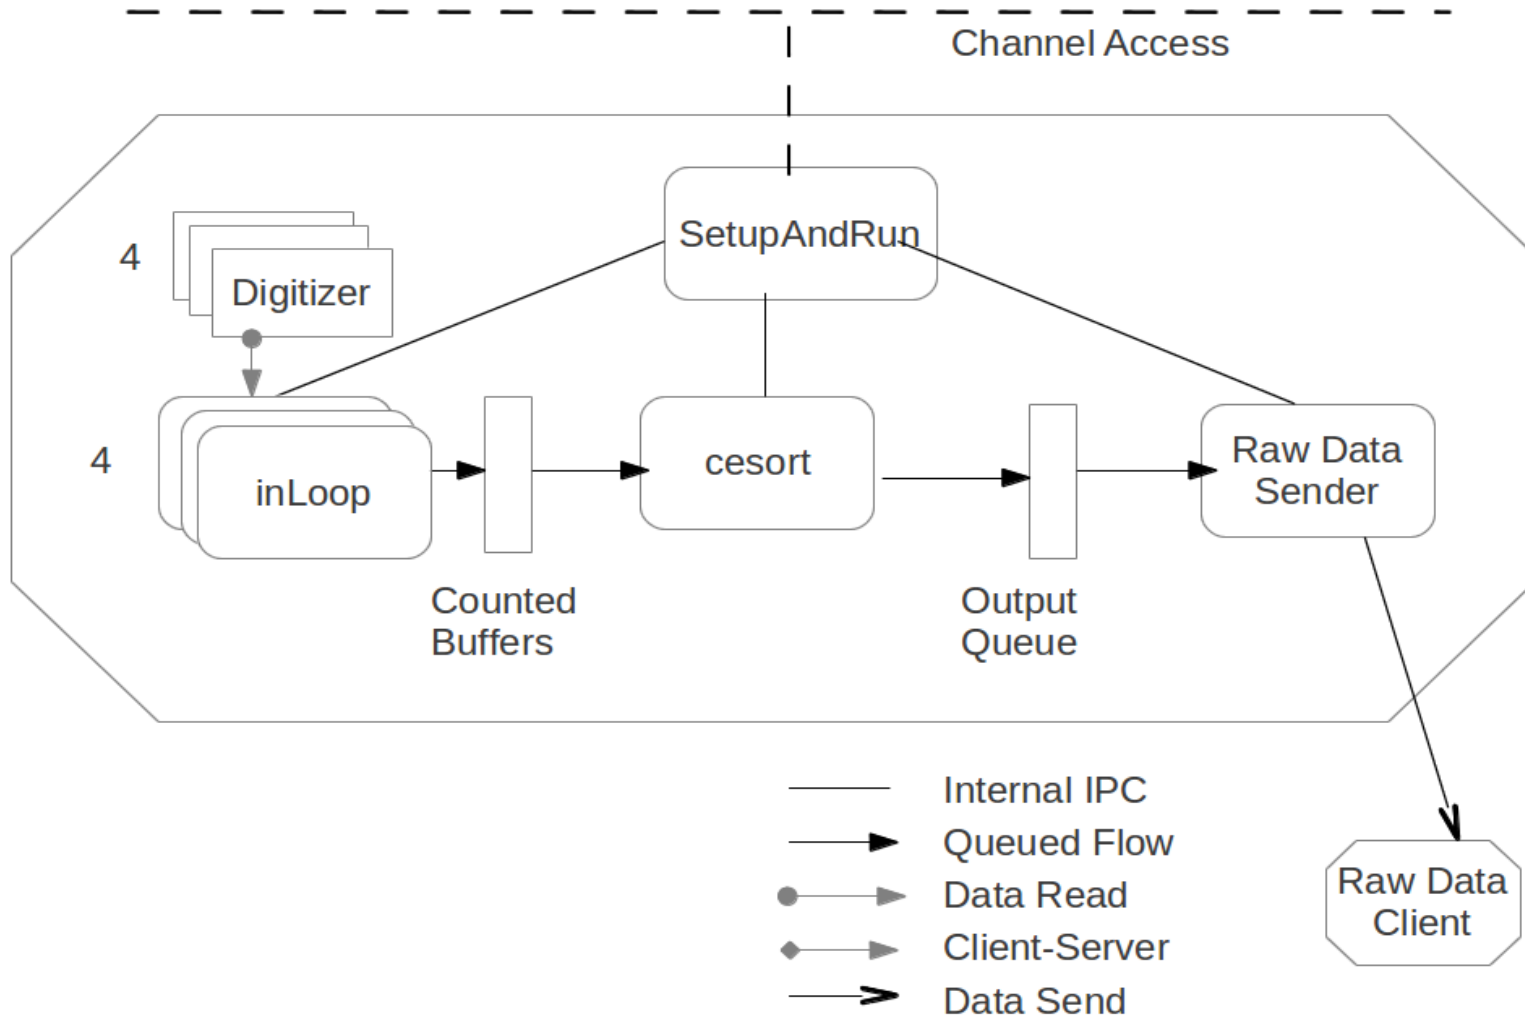 Channel Access
SetupAndRun
4
Digitizer
4
inLoop
cesort
Raw Data
Sender
Counted
Buffers
Output
Queue
Internal IPC
Queued Flow
Data Read
Client-Server
Data Send
Raw Data
Client